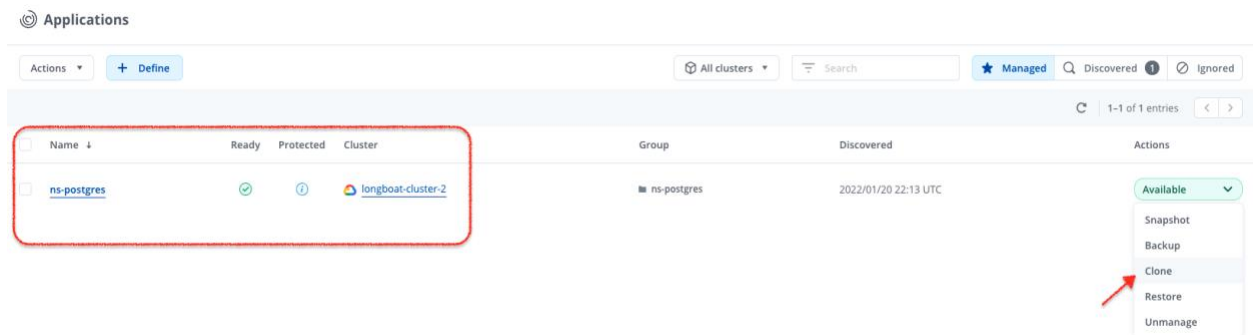 Applications
Actions + Define All clusters Search Managed Discovered 1 Ignored
1–1 of 1 entries < >
Name ↓ Ready Protected Cluster Group Discovered Actions
ns-postgres longboat-cluster-2 ns-postgres 2022/01/20 22:13 UTC Available
Snapshot
Backup
Clone
Restore
Unmanage